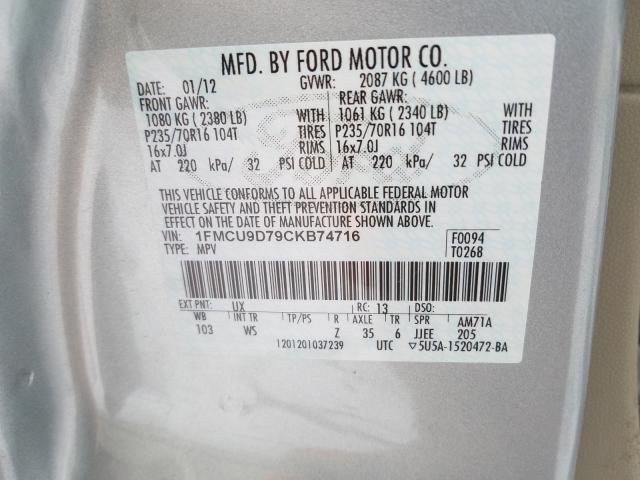 MFD. BY FORD MOTOR CO.
DATE: 01/12 GVWR: 2087 KG ( 4600 LB)
FRONT GAWR: REAR GAWR:
1080 KG ( 2380 LB) WITH 1061 KG ( 2340 LB) WITH
P235/70R16 104T TIRES P235/70R16 104T TIRES
16x7.0J RIMS 16x7.0J RIMS
AT 220 kPa/ 32 PSI COLD AT 220 kPa/ 32 PSI COLD
THIS VEHICLE CONFORMS TO ALL APPLICABLE FEDERAL MOTOR
VEHICLE SAFETY AND THEFT PREVENTION STANDARDS IN
EFFECT ON THE DATE OF MANUFACTURE SHOWN ABOVE.
VIN: 1FMCU9D79CKB74716 F0094
TYPE: MPV T0268
EXT PNT: UX RC: 13 DSO:
WB INT TR TP/PS R AXLE TR SPR AM71A
103 WS Z 35 6 JJEE 205
1201201037239 UTC ▽5U5A-1520472-BA